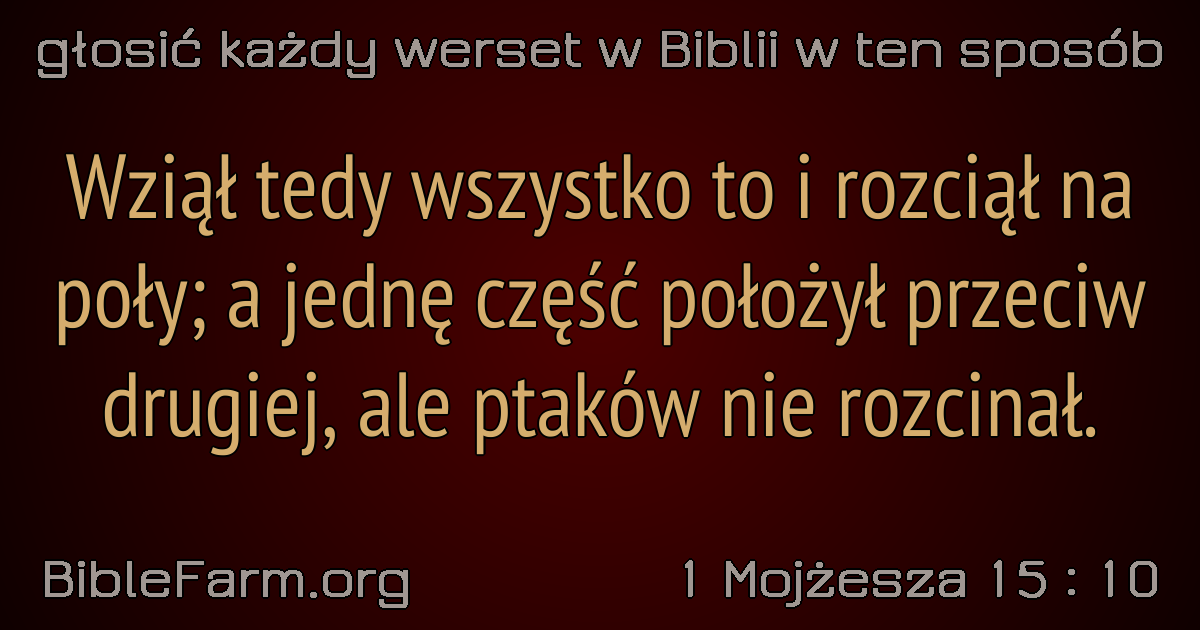 głosić każdy werset w Biblii w ten sposób
Wziął tedy wszystko to i rozciął na
poły; a jednę część położył przeciw
drugiej, ale ptaków nie rozcinał.
BibleFarm.org
1 Mojżesza 15 : 10